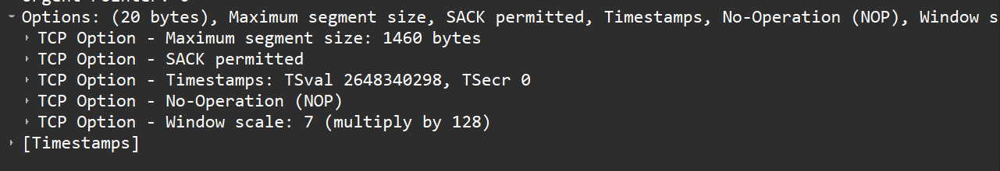 Options: (20 bytes), Maximum segment size, SACK permitted, Timestamps, No-Operation (NOP), Window s
TCP Option - Maximum segment size: 1460 bytes
TCP Option - SACK permitted
TCP Option - Timestamps: TSval 2648340298, TSecr 0
TCP Option - No-Operation (NOP)
TCP Option - Window scale: 7 (multiply by 128)
[Timestamps]